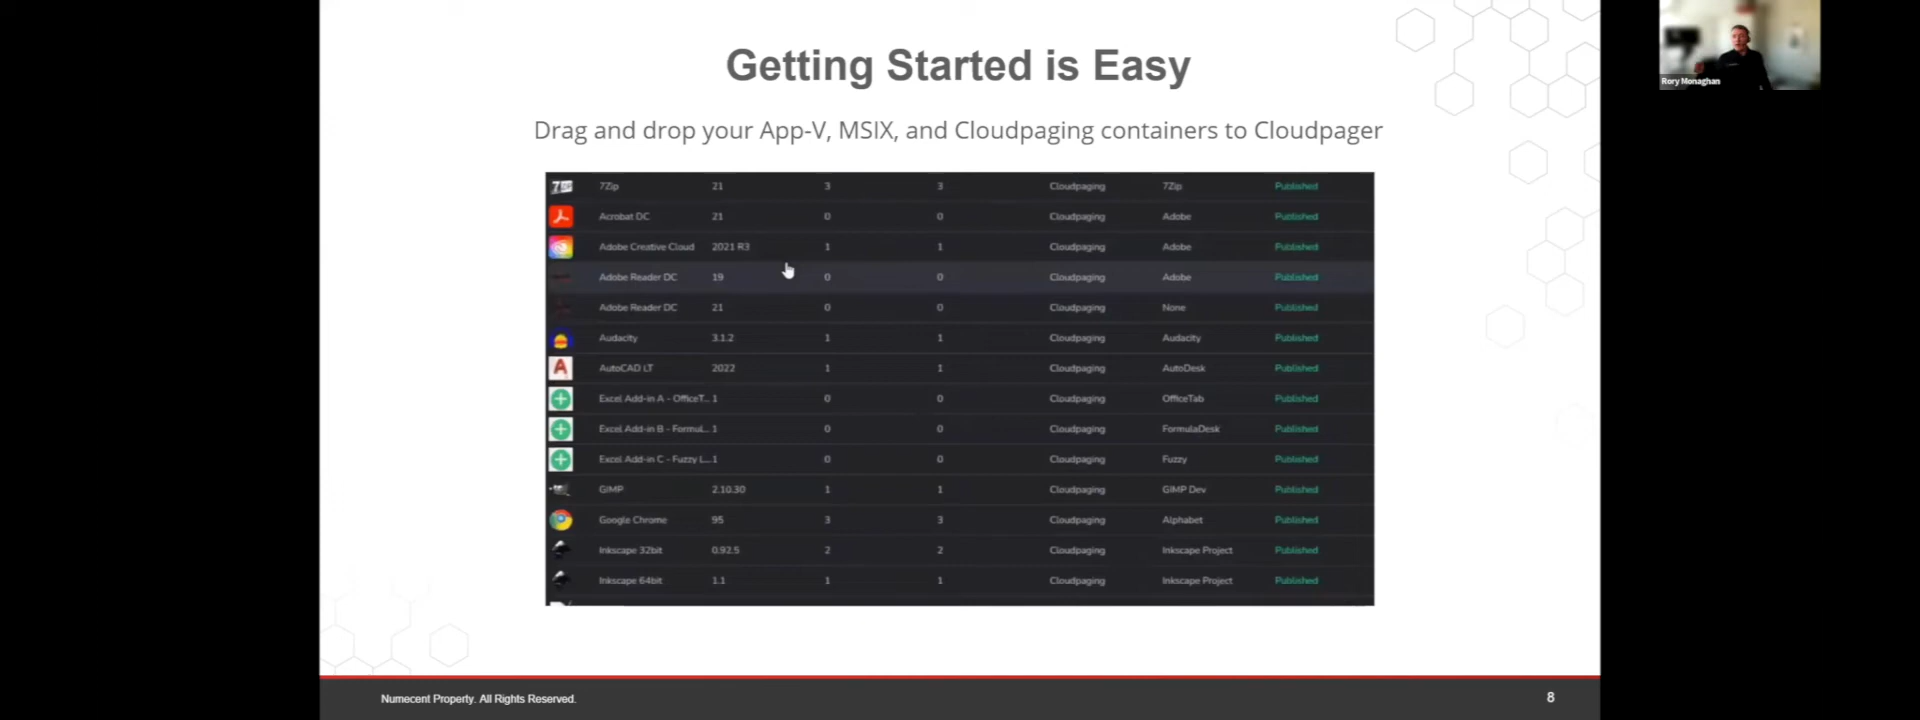 Getting Started is Easy
Rory Monaghan
Drag and drop your App-V, MSIX, and Cloudpaging containers to Cloudpager
7Zip 21 3 3 Cloudpaging 7Zip Published
Acrobat DC 21 0 0 Cloudpaging Adobe Published
Adobe Creative Cloud 2021 R3 1 1 Cloudpaging Adobe Published
Adobe Reader DC 19 0 0 Cloudpaging Adobe Published
Adobe Reader DC 21 0 0 Cloudpaging None Published
Audacity 3.1.2 1 1 Cloudpaging Audacity Published
AutoCAD LT 2022 1 1 Cloudpaging AutoDesk Published
Excel Add-in A - OfficeT... 1 0 0 Cloudpaging OfficeTab Published
Excel Add-in B - Formul... 1 0 0 Cloudpaging FormulaDesk Published
Excel Add-in C - Fuzzy L... 1 0 0 Cloudpaging Fuzzy Published
GIMP 2.10.30 1 1 Cloudpaging GIMP Dev Published
Google Chrome 95 3 3 Cloudpaging Alphabet Published
Inkscape 32bit 0.92.5 2 2 Cloudpaging Inkscape Project Published
Inkscape 64bit 1.1 1 1 Cloudpaging Inkscape Project Published
Numecent Property. All Rights Reserved.
8